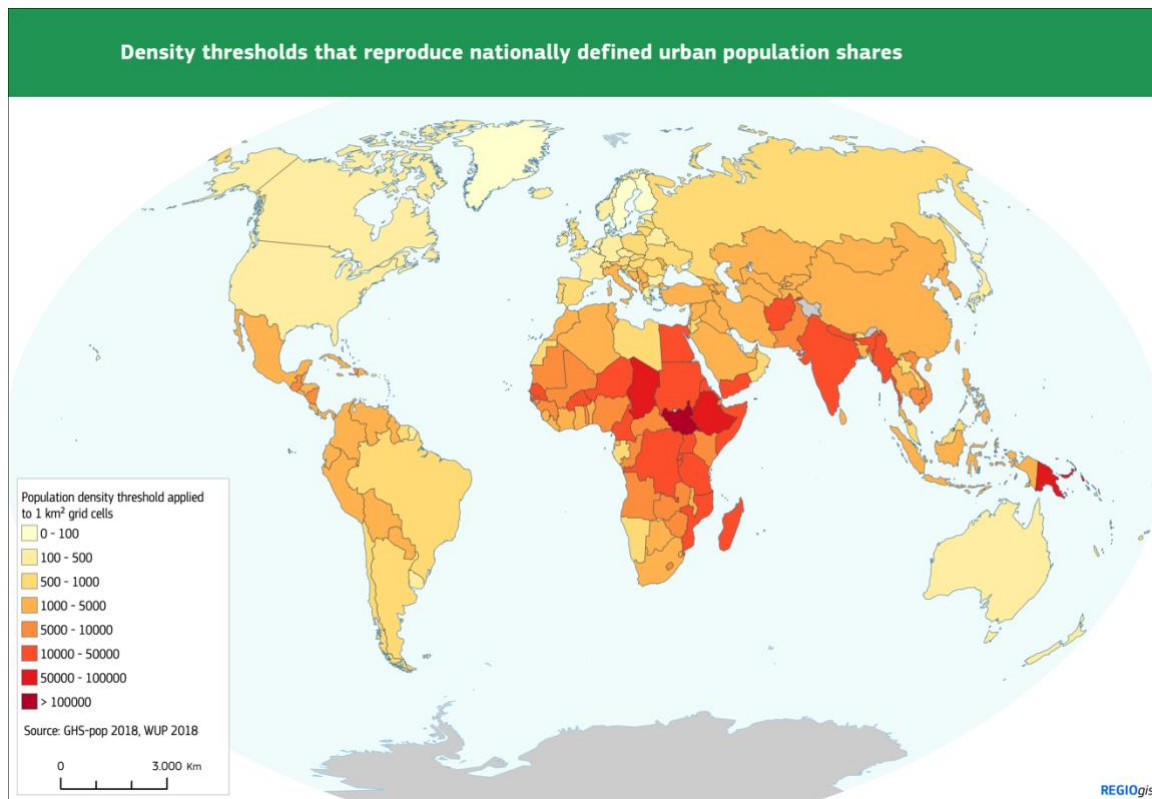 Density thresholds that reproduce nationally defined urban population shares
Population density threshold applied
to 1 km² grid cells
0 - 100
100 - 500
500 - 1000
1000 - 5000
5000 - 10000
10000 - 50000
50000 - 100000
> 100000
Source: GHS-pop 2018, WUP 2018
0 3.000 Km
REGIOgis